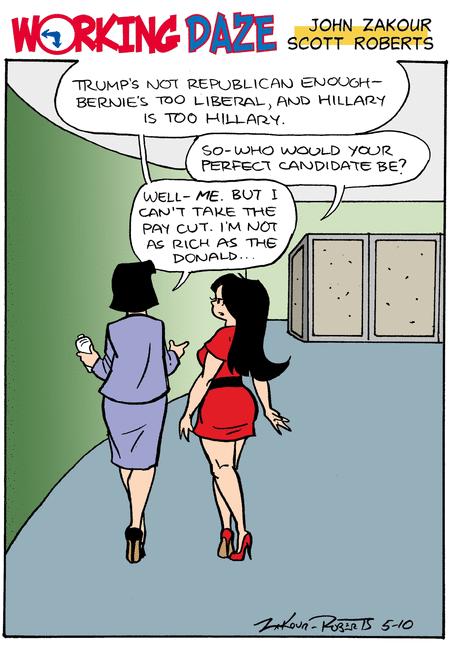 WORKING DAZE
JOHN ZAKOUR
SCOTT ROBERTS
TRUMP'S NOT REPUBLICAN ENOUGH-
BERNIE'S TOO LIBERAL, AND HILLARY
IS TOO HILLARY.
SO-WHO WOULD YOUR
PERFECT CANDIDATE BE?
WELL- ME. BUT I
CAN'T TAKE THE
PAY CUT. I'M NOT
AS RICH AS THE
DONALD...
ZAKOUR-ROBERTS 5-10